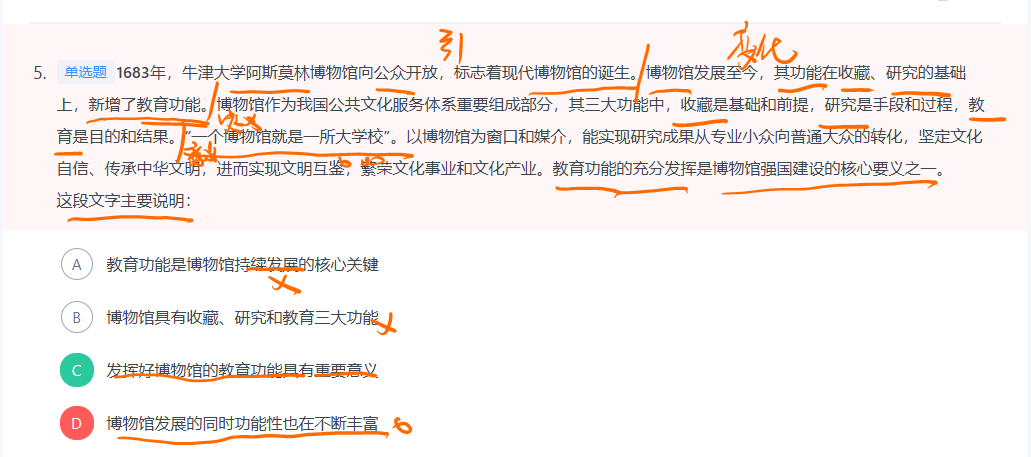 引 变化
5. 单选题 1683年，牛津大学阿斯莫林博物馆向公众开放，标志着现代博物馆的诞生。博物馆发展至今，其功能在收藏、研究的基础
上，新增了教育功能。博物馆作为我国公共文化服务体系重要组成部分，其三大功能中，收藏是基础和前提，研究是手段和过程，教
育是目的和结果。“一个博物馆就是一所大学校”。以博物馆为窗口和媒介，能实现研究成果从专业小众向普通大众的转化，坚定文化
自信、传承中华文明，进而实现文明互鉴，繁荣文化事业和文化产业。教育功能的充分发挥是博物馆强国建设的核心要义之一。
这段文字主要说明：
A 教育功能是博物馆持续发展的核心关键
B 博物馆具有收藏、研究和教育三大功能
C 发挥好博物馆的教育功能具有重要意义
D 博物馆发展的同时功能性也在不断丰富